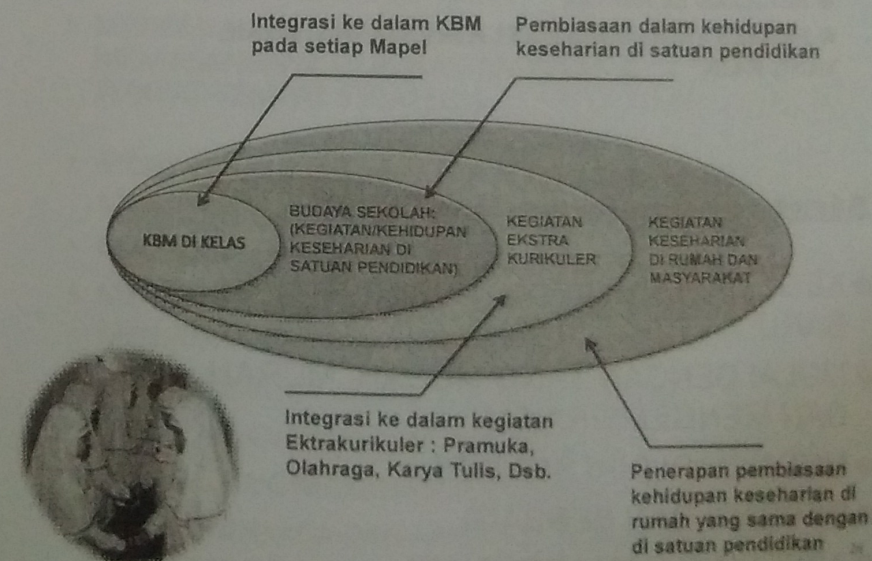 Integrasi ke dalam KBM
pada setiap Mapel
Pembiasaan dalam kehidupan
keseharian di satuan pendidikan
KBM DI KELAS
BUDAYA SEKOLAH:
(KEGIATAN/KEHIDUPAN
KESEHARIAN DI
SATUAN PENDIDIKAN)
KEGIATAN
EKSTRA
KURIKULER
KEGIATAN
KESEHARIAN
DI RUMAH DAN
MASYARAKAT
Integrasi ke dalam kegiatan
Ektrakurikuler : Pramuka,
Olahraga, Karya Tulis, Dsb.
Penerapan pembiasaan
kehidupan keseharian di
rumah yang sama dengan
di satuan pendidikan